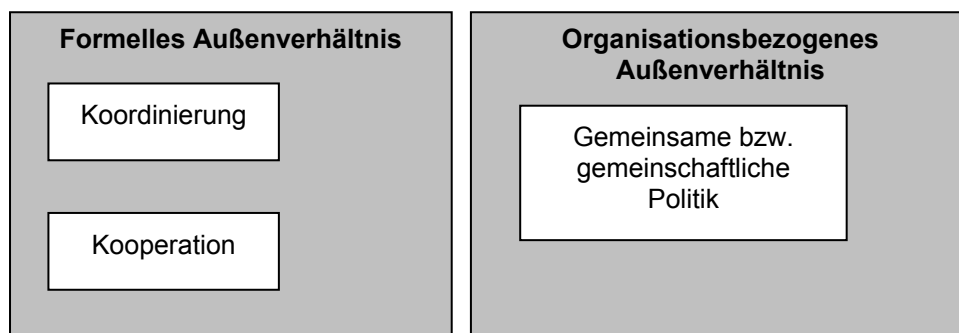 Formelles Außenverhältnis
Koordinierung
Kooperation
Organisationsbezogenes
Außenverhältnis
Gemeinsame bzw.
gemeinschaftliche
Politik